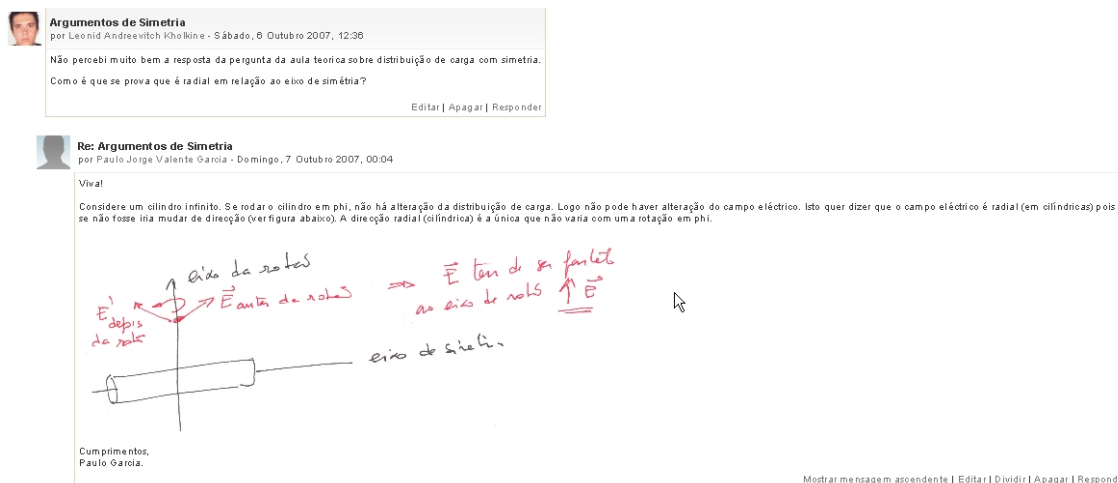 Argumentos de Simetria
por Leonid Andreevitch Kholkine - Sábado, 6 Outubro 2007, 12:36
Não percebi muito bem a resposta da pergunta da aula teorica sobre distribuição de carga com simetria.
Como é que se prova que é radial em relação ao eixo de simétria?
Editar | Apagar | Responder
Re: Argumentos de Simetria
por Paulo Jorge Valente Garcia - Domingo, 7 Outubro 2007, 00:04
Viva!
Considere um cilindro infinito. Se rodar o cilindro em phi, não há alteração da distribuição de carga. Logo não pode haver alteração do campo eléctrico. Isto quer dizer que o campo eléctrico é radial (em cilíndricas) pois
se não fosse iria mudar de direcção (ver figura abaixo). A direcção radial (cilíndrica) é a única que não varia com uma rotação em phi.
eixo da
E antes da
E tem de ser
ao eixo de E
E'
depois
da
eixo de
Cumprimentos,
Paulo Garcia.
Mostrar mensagem ascendente | Editar | Dividir | Apagar | Respond